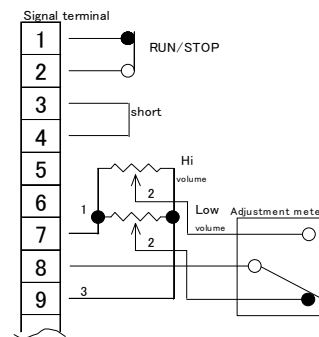 Signal terminal
1
RUN/STOP
2
3
short
4
5
Hi
volume
6
2
1
Low
Adjustment mete
volume
7
2
8
9
3